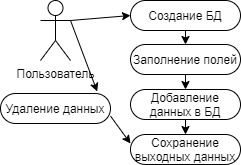 Создание БД
Заполнение полей
Пользователь
Добавление
данных в БД
Удаление данных
Сохранение
выходных данных